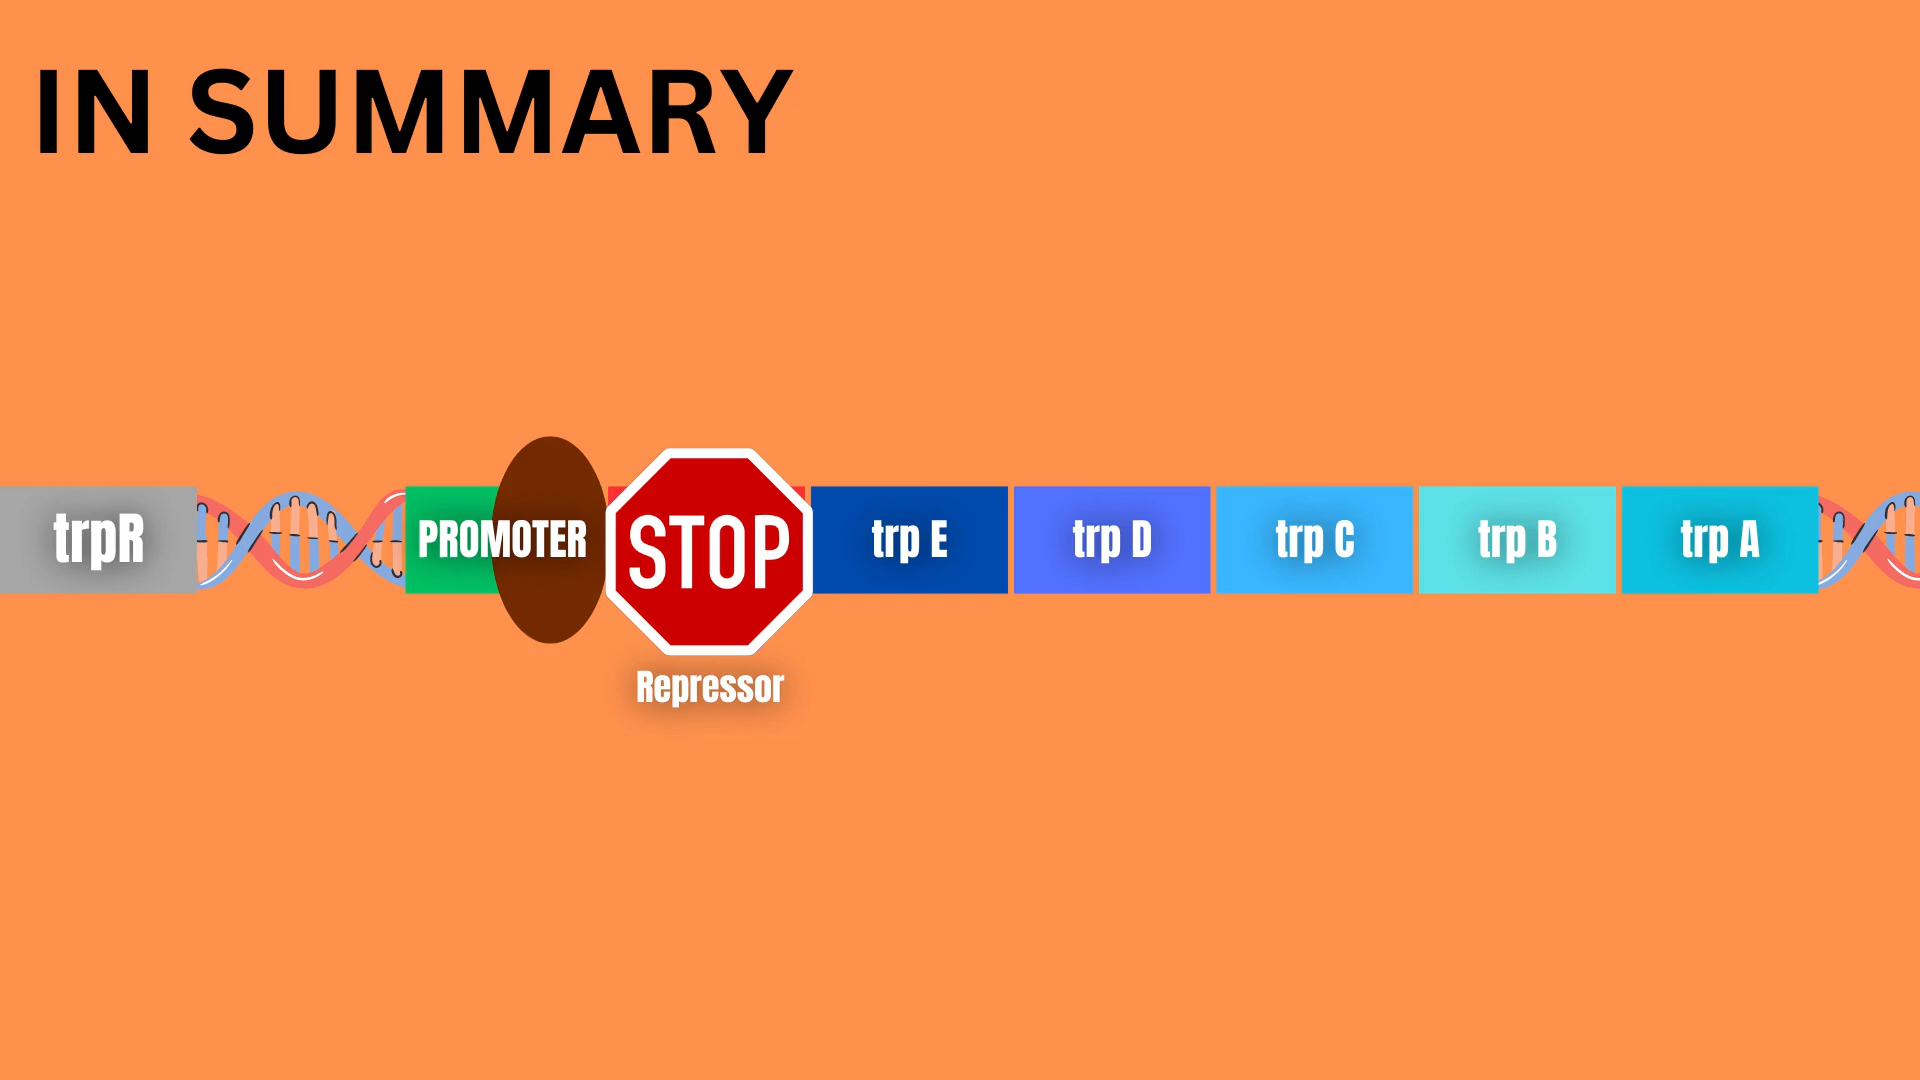 IN SUMMARY
trpR
PROMOTER
STOP
trp E
trp D
trp C
trp B
trp A
Repressor